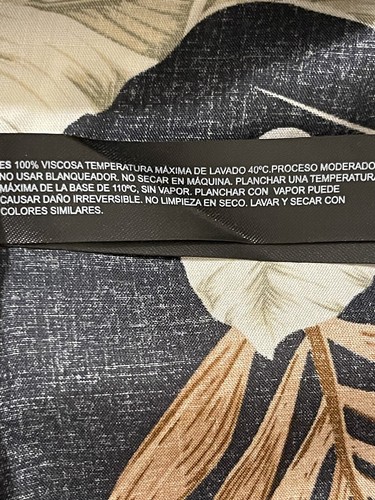 ES 100% VISCOSA TEMPERATURA MÁXIMA DE LAVADO 40ºC.PROCESO MODERADO
NO USAR BLANQUEADOR. NO SECAR EN MÁQUINA. PLANCHAR UNA TEMPERATURA
MÁXIMA DE LA BASE DE 110ºC, SIN VAPOR. PLANCHAR CON VAPOR PUEDE
CAUSAR DAÑO IRREVERSIBLE. NO LIMPIEZA EN SECO. LAVAR Y SECAR CON
COLORES SIMILARES.